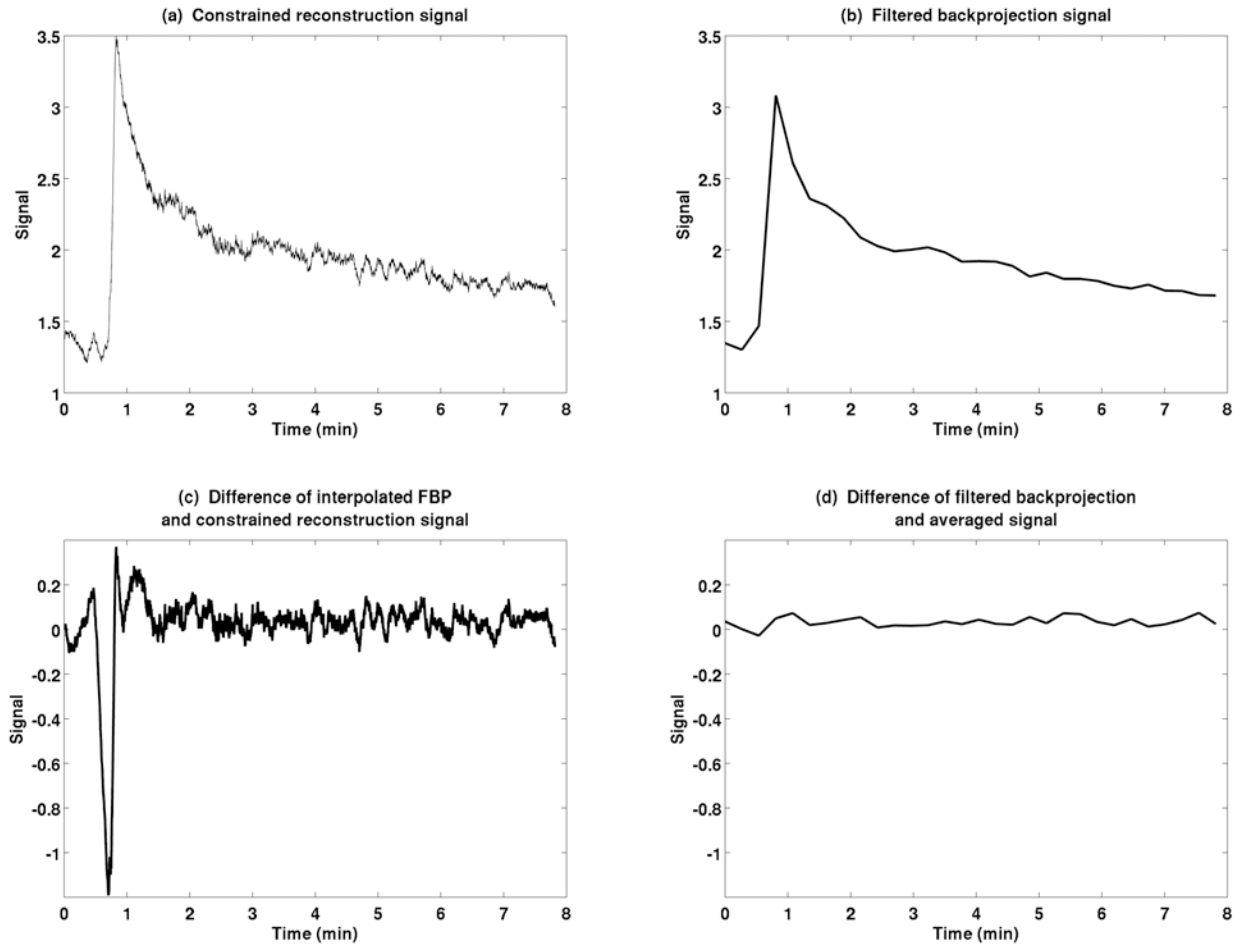 (a) Constrained reconstruction signal
3.5
3
2.5
2
1.5
1
Signal
0 1 2 3 4 5 6 7 8
Time (min)
(b) Filtered backprojection signal
3.5
3
2.5
2
1.5
1
Signal
0 1 2 3 4 5 6 7 8
Time (min)
(c) Difference of interpolated FBP
and constrained reconstruction signal
0.2
0
-0.2
-0.4
-0.6
-0.8
-1
Signal
0 1 2 3 4 5 6 7 8
Time (min)
(d) Difference of filtered backprojection
and averaged signal
0.2
0
-0.2
-0.4
-0.6
-0.8
-1
Signal
0 1 2 3 4 5 6 7 8
Time (min)